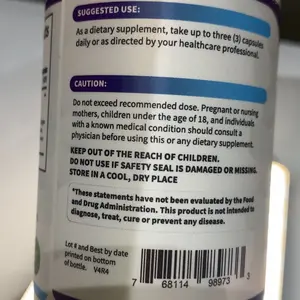 SUGGESTED USE:
As a dietary supplement, take up to three (3) capsules
daily or as directed by your healthcare professional.
CAUTION:
Do not exceed recommended dose. Pregnant or nursing
mothers, children under the age of 18, and individuals
with a known medical condition should consult a
physician before using this or any dietary supplement.
KEEP OUT OF THE REACH OF CHILDREN.
DO NOT USE IF SAFETY SEAL IS DAMAGED OR MISSING.
STORE IN A COOL, DRY PLACE
*These statements have not been evaluated by the Food
and Drug Administration. This product is not intended to
diagnose, treat, cure or prevent any disease.
Lot # and Best by date
printed on bottom
of bottle. V4R4
7 68114 98973 3